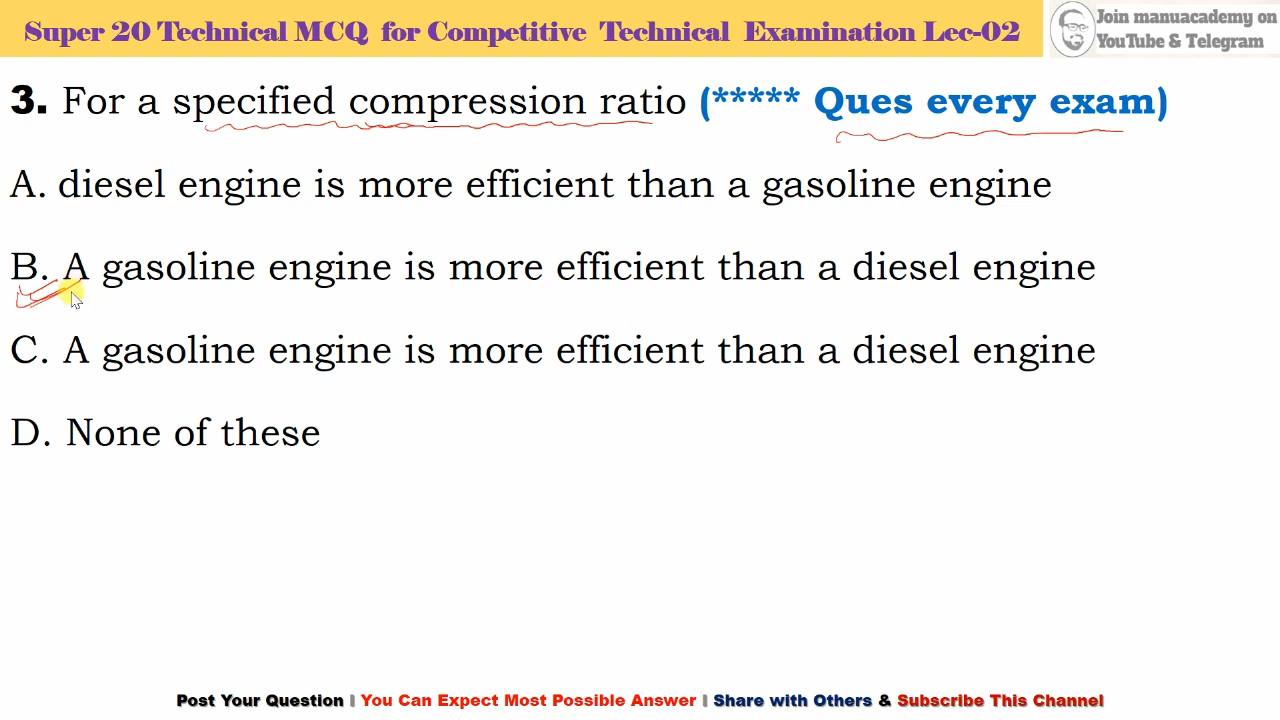 Super 20 Technical MCQ for Competitive Technical Examination Lec-02
Join manuacademy on
YouTube & Telegram
3. For a specified compression ratio (***** Ques every exam)
A. diesel engine is more efficient than a gasoline engine
B. A gasoline engine is more efficient than a diesel engine
C. A gasoline engine is more efficient than a diesel engine
D. None of these
Post Your Question | You Can Expect Most Possible Answer | Share with Others & Subscribe This Channel